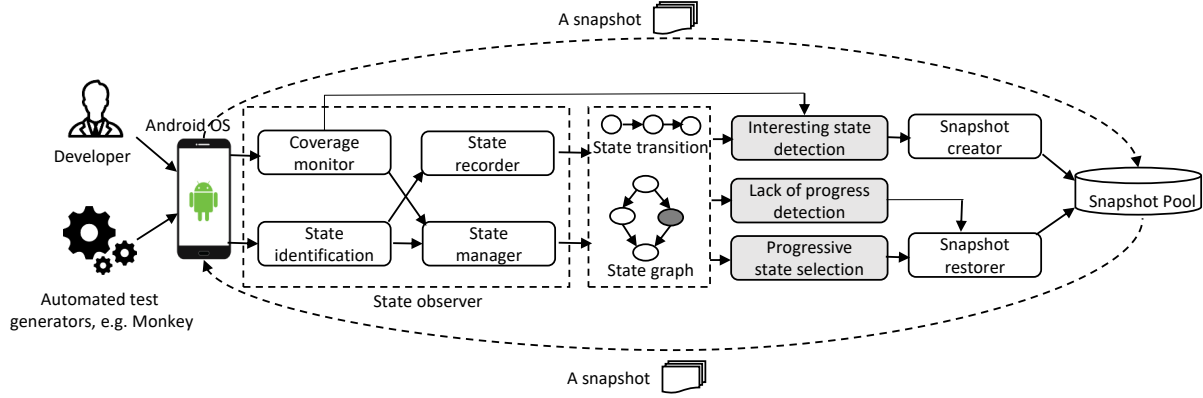 A snapshot
Developer
Android OS
Automated test
generators, e.g. Monkey
Coverage
monitor
State
recorder
State
identification
State
manager
State observer
State transition
State graph
Interesting state
detection
Lack of progress
detection
Progressive
state selection
Snapshot
creator
Snapshot
restorer
Snapshot Pool
A snapshot